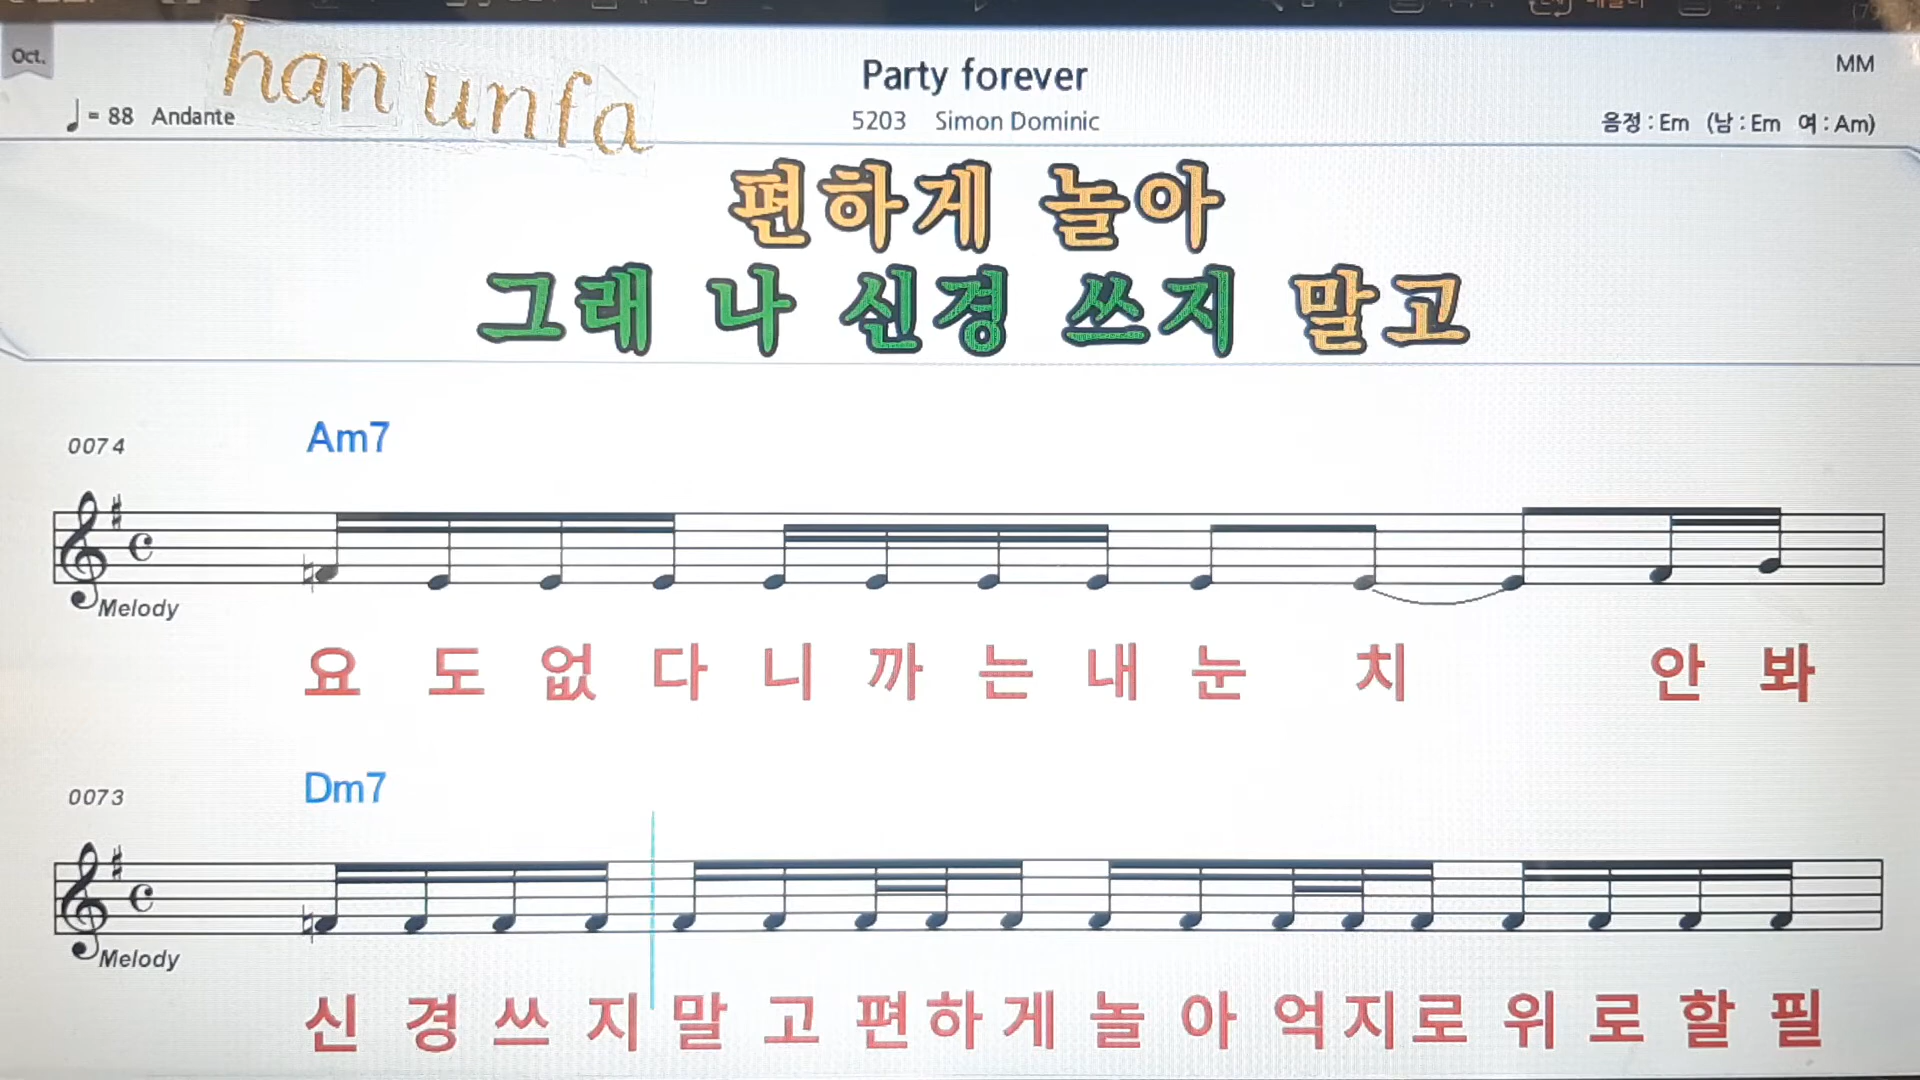 Oct.
han unfa
Party forever
MM
♩ = 88 Andante
5203 Simon Dominic
음정 : Em (남 : Em 여 : Am)
편하게 놀아
그래 나 신경 쓰지 말고
0074
Am7
Melody
요 도 없 다 니 까 는 내 눈 치 안 봐
0073
Dm7
Melody
신 경 쓰 지 말 고 편 하 게 놀 아 억 지 로 위 로 할 필